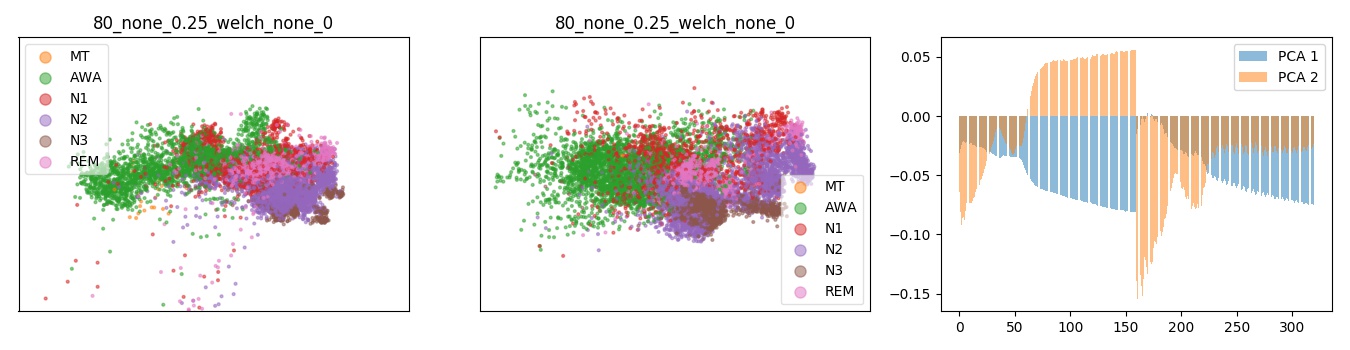 80_none_0.25_welch_none_0
MT
AWA
N1
N2
N3
REM
80_none_0.25_welch_none_0
MT
AWA
N1
N2
N3
REM
PCA 1
PCA 2
0.05
0.00
−0.05
−0.10
−0.15
0 50 100 150 200 250 300